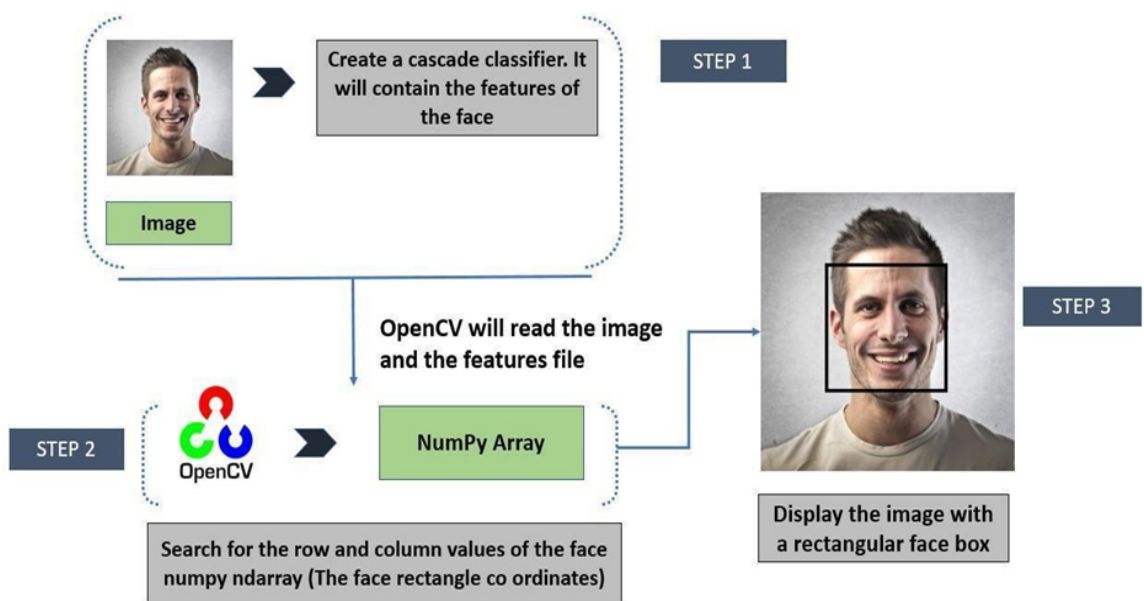 Create a cascade classifier. It
will contain the features of
the face
STEP 1
Image
OpenCV will read the image
and the features file
STEP 2
OpenCV
NumPy Array
Search for the row and column values of the face
numpy ndarray (The face rectangle co ordinates)
STEP 3
Display the image with
a rectangular face box